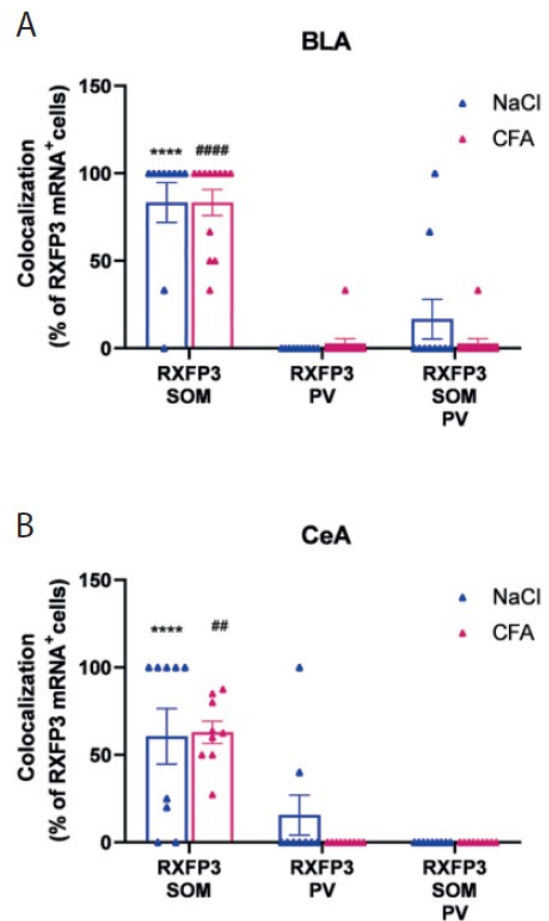 A
BLA
Colocalization
(% of RXFP3 mRNA⁺cells)
150
100
50
0
**** ####
NaCl
CFA
RXFP3
SOM
RXFP3
PV
RXFP3
SOM
PV
B
CeA
Colocalization
(% of RXFP3 mRNA⁺cells)
150
100
50
0
**** ##
NaCl
CFA
RXFP3
SOM
RXFP3
PV
RXFP3
SOM
PV